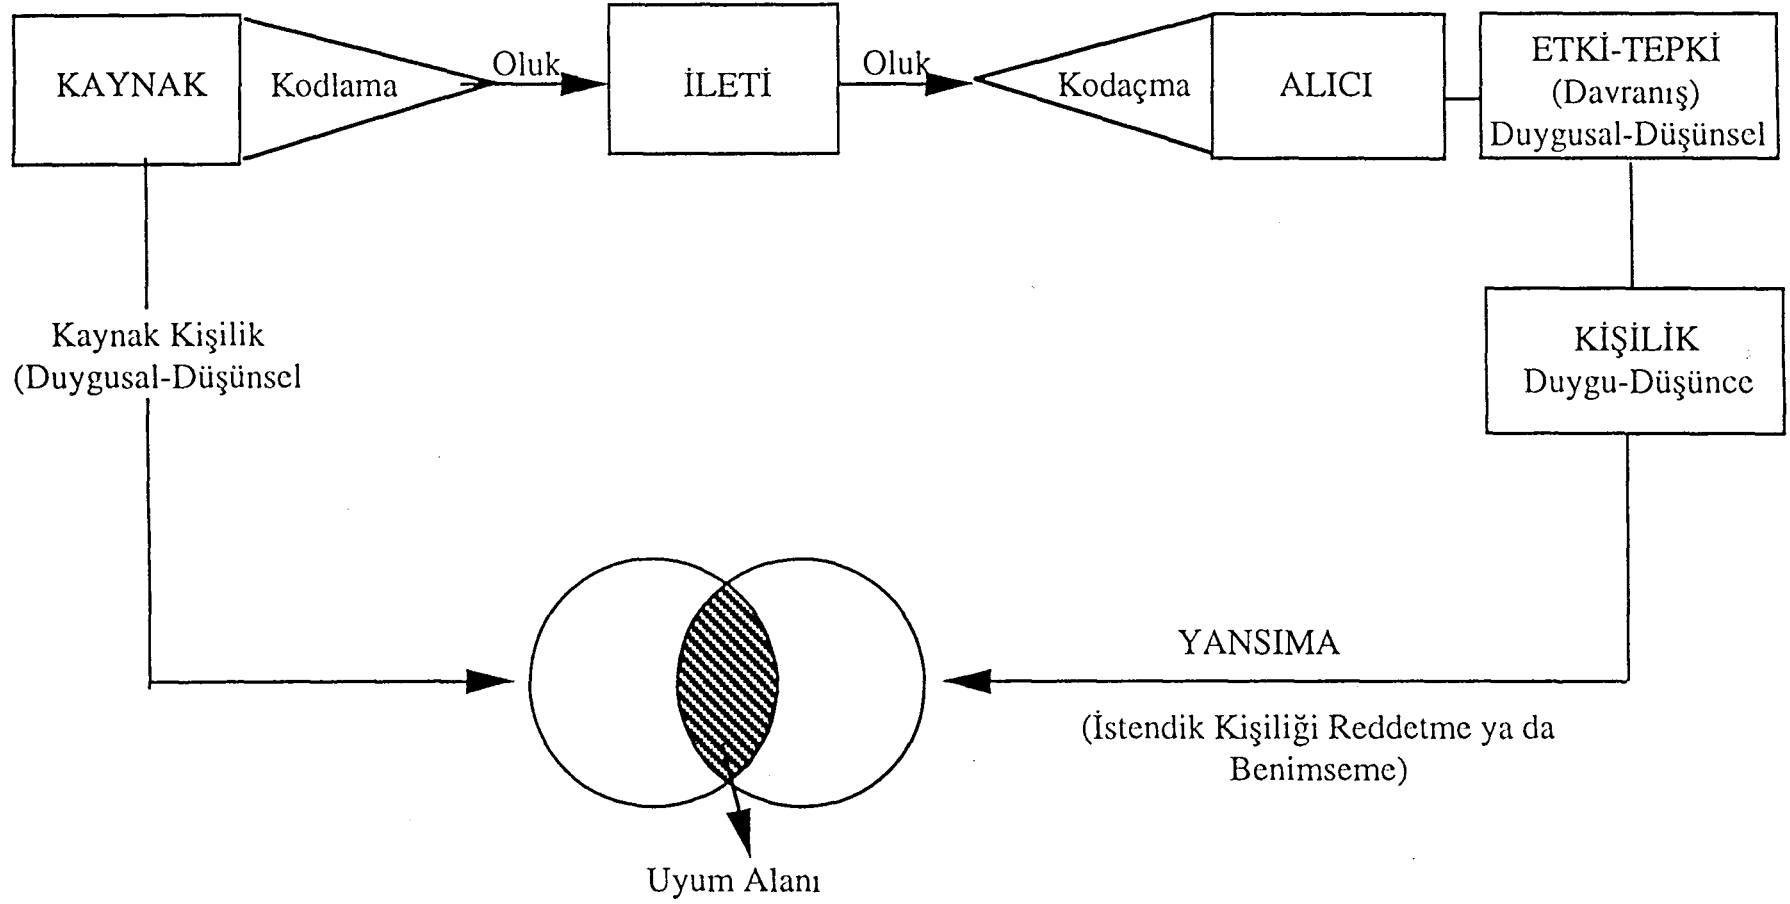 KAYNAK
Kodlama
Oluk
İLETİ
Oluk
Kodaçma
ALICI
ETKİ-TEPKİ
(Davranış)
Duygusal-Düşünsel
Kaynak Kişilik
(Duygusal-Düşünsel
KİŞİLİK
Duygu-Düşünce
YANSIMA
(İstendik Kişiliği Reddetme ya da
Benimseme)
Uyum Alanı